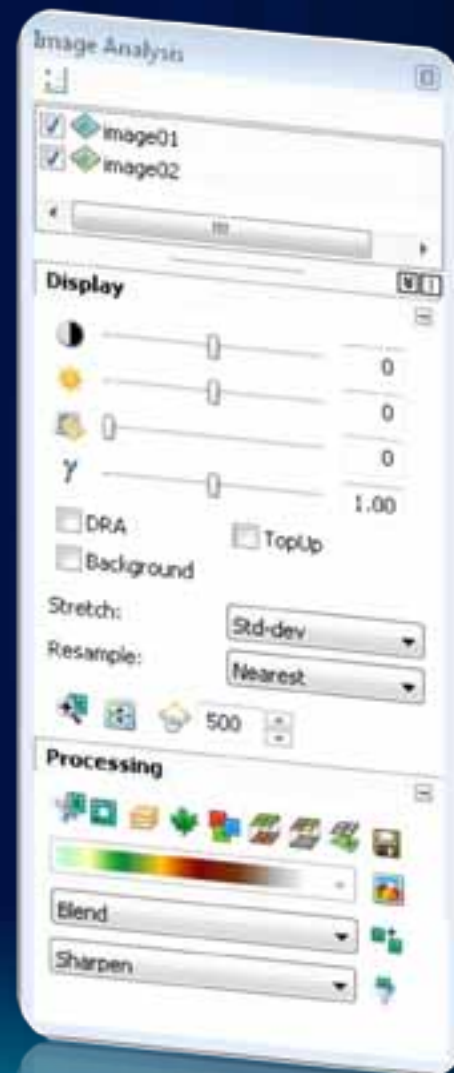 Image Analysis
image01
image02
Display
0
0
0
γ
1.00
DRA
TopUp
Background
Stretch:
Std-dev
Resample:
Nearest
500
Processing
Blend
Sharpen